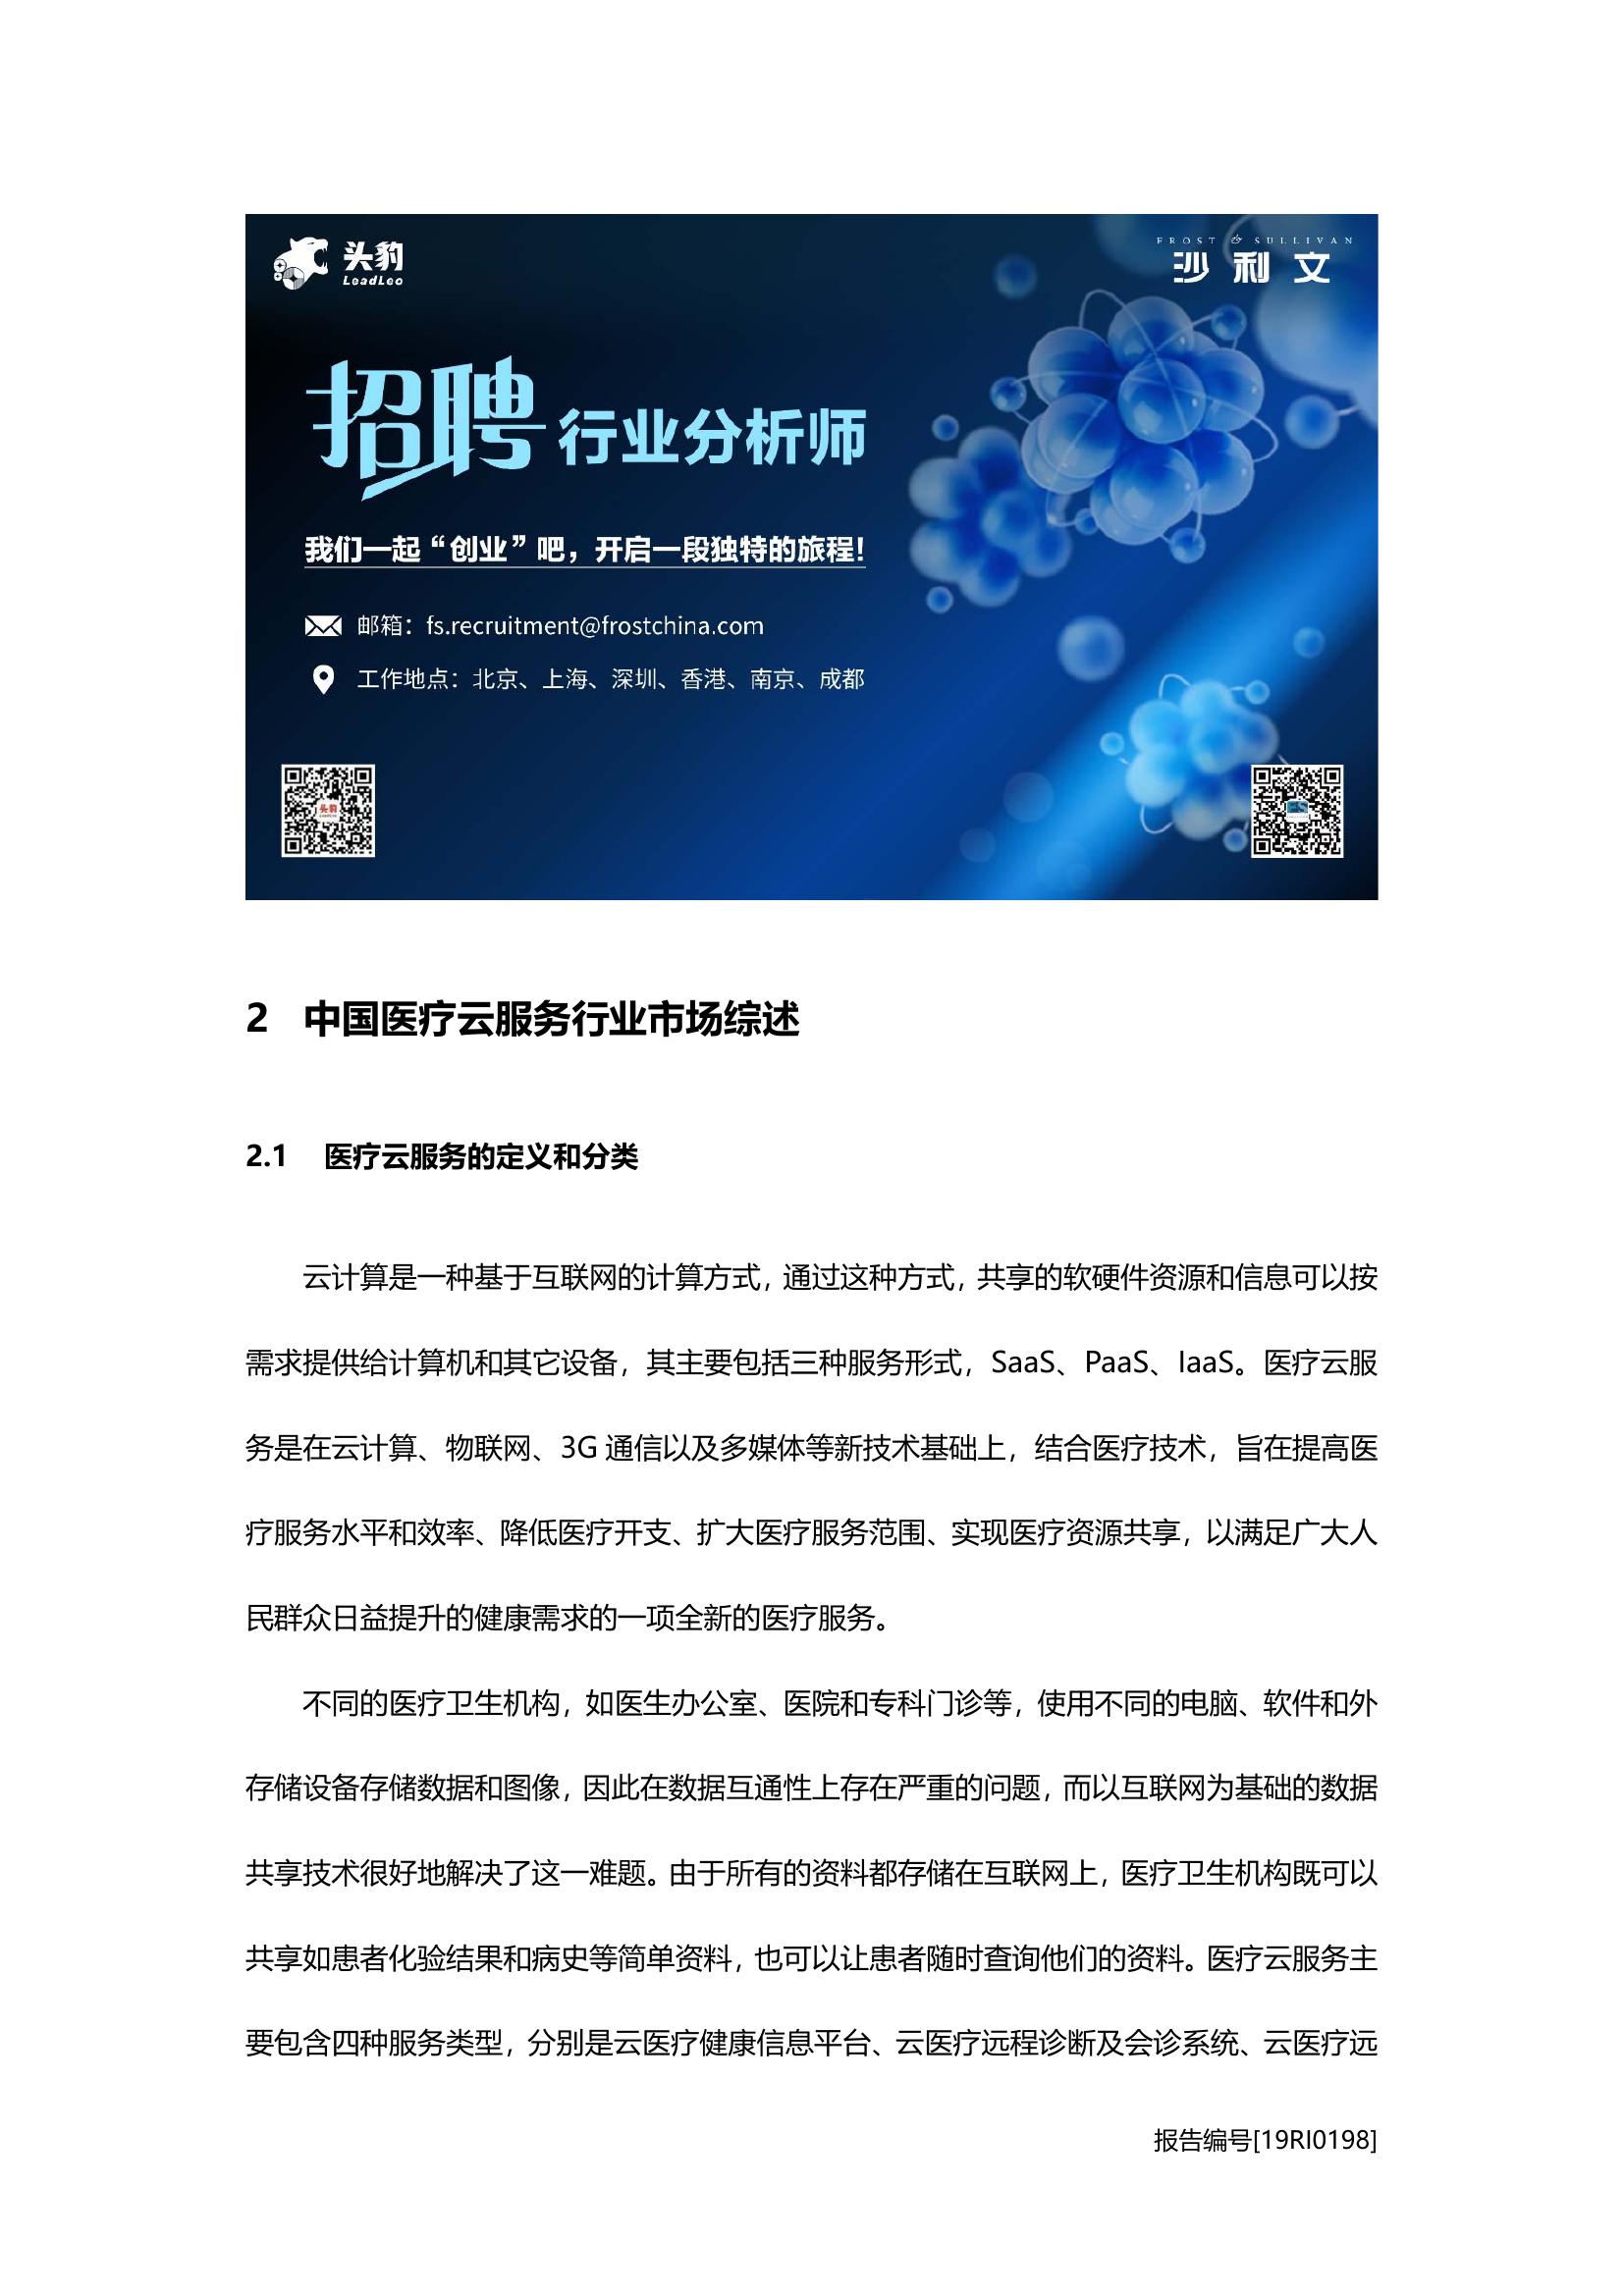 头豹
LeadLeo
FROST & SULLIVAN
沙利文
招聘 行业分析师
我们一起“创业”吧，开启一段独特的旅程！
邮箱：fs.recruitment@frostchina.com
工作地点：北京、上海、深圳、香港、南京、成都
头豹
2 中国医疗云服务行业市场综述
2.1 医疗云服务的定义和分类
云计算是一种基于互联网的计算方式，通过这种方式，共享的软硬件资源和信息可以按
需求提供给计算机和其它设备，其主要包括三种服务形式，SaaS、PaaS、IaaS。医疗云服
务是在云计算、物联网、3G 通信以及多媒体等新技术基础上，结合医疗技术，旨在提高医
疗服务水平和效率、降低医疗开支、扩大医疗服务范围、实现医疗资源共享，以满足广大人
民群众日益提升的健康需求的一项全新的医疗服务。
不同的医疗卫生机构，如医生办公室、医院和专科门诊等，使用不同的电脑、软件和外
存储设备存储数据和图像，因此在数据互通性上存在严重的问题，而以互联网为基础的数据
共享技术很好地解决了这一难题。由于所有的资料都存储在互联网上，医疗卫生机构既可以
共享如患者化验结果和病史等简单资料，也可以让患者随时查询他们的资料。医疗云服务主
要包含四种服务类型，分别是云医疗健康信息平台、云医疗远程诊断及会诊系统、云医疗远
报告编号[19RI0198]